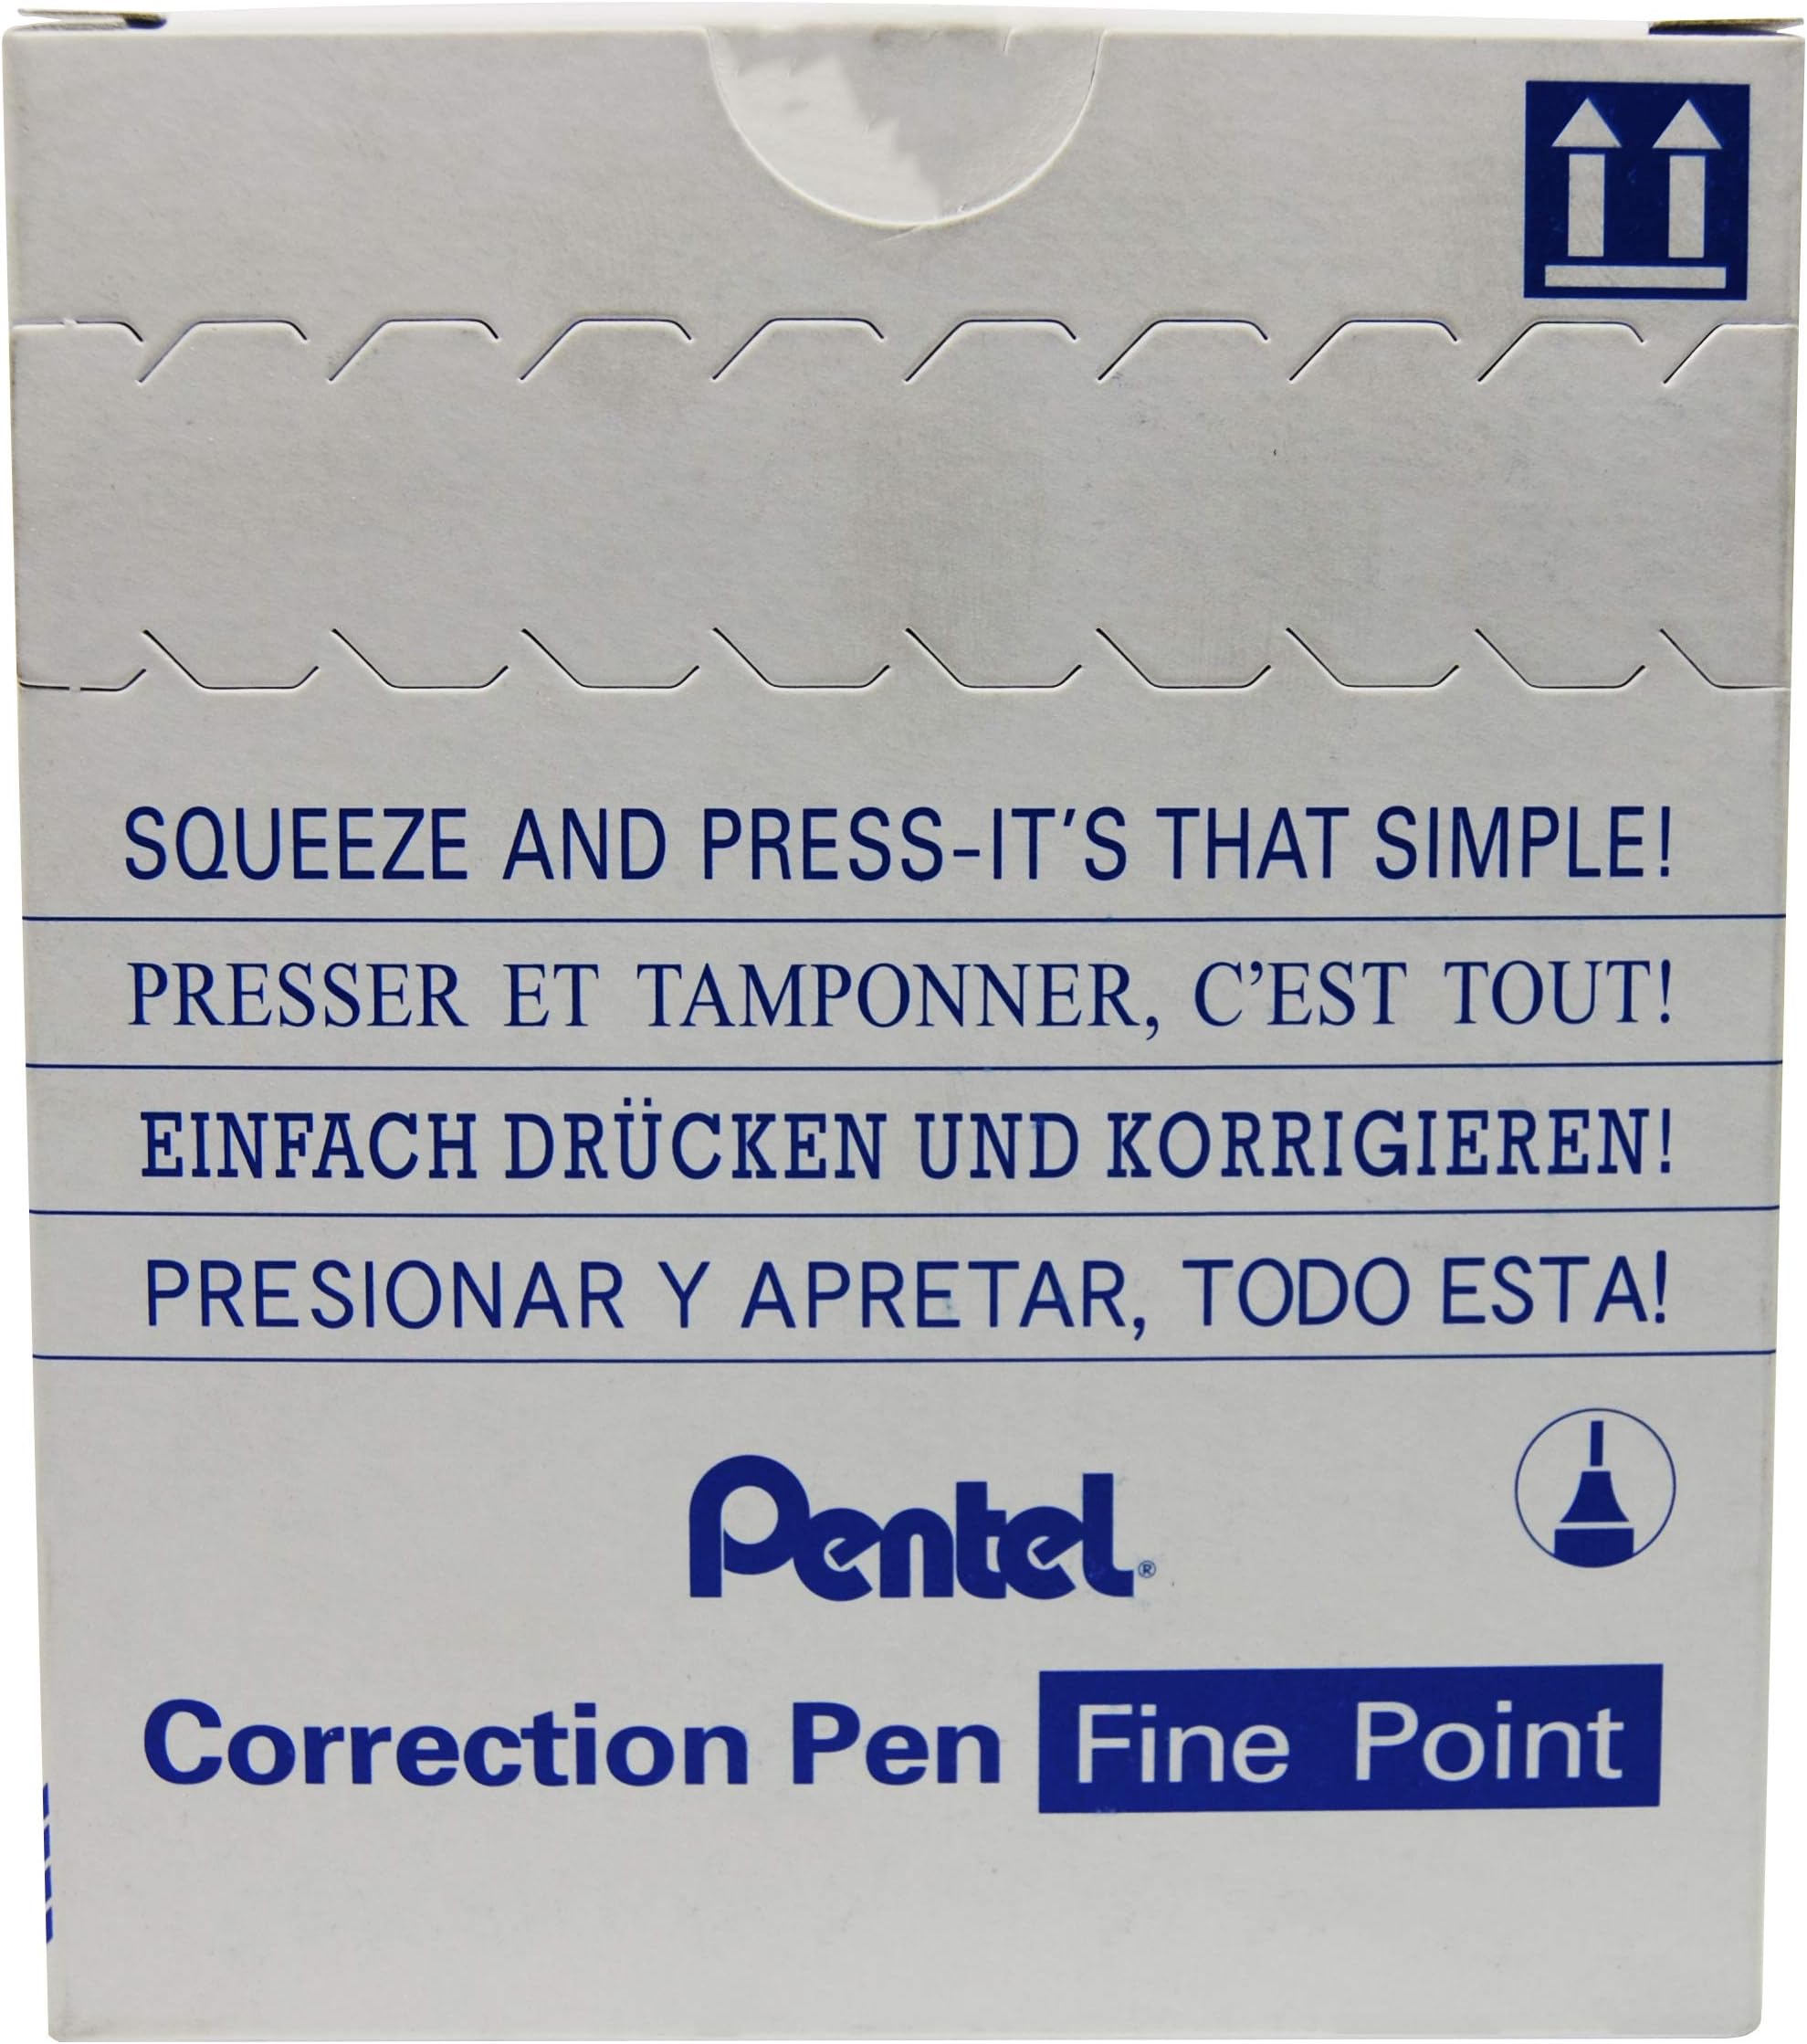 SQUEEZE AND PRESS-IT'S THAT SIMPLE!
PRESSER ET TAMPONNER, C'EST TOUT!
EINFACH DRÜCKEN UND KORRIGIEREN!
PRESIONAR Y APRETAR, TODO ESTA!
Pentel®
Correction Pen Fine Point